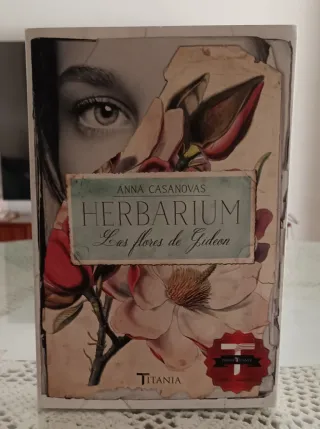 ANNA CASANOVAS
HERBARIUM
Las flores de Gideon
TITANIA